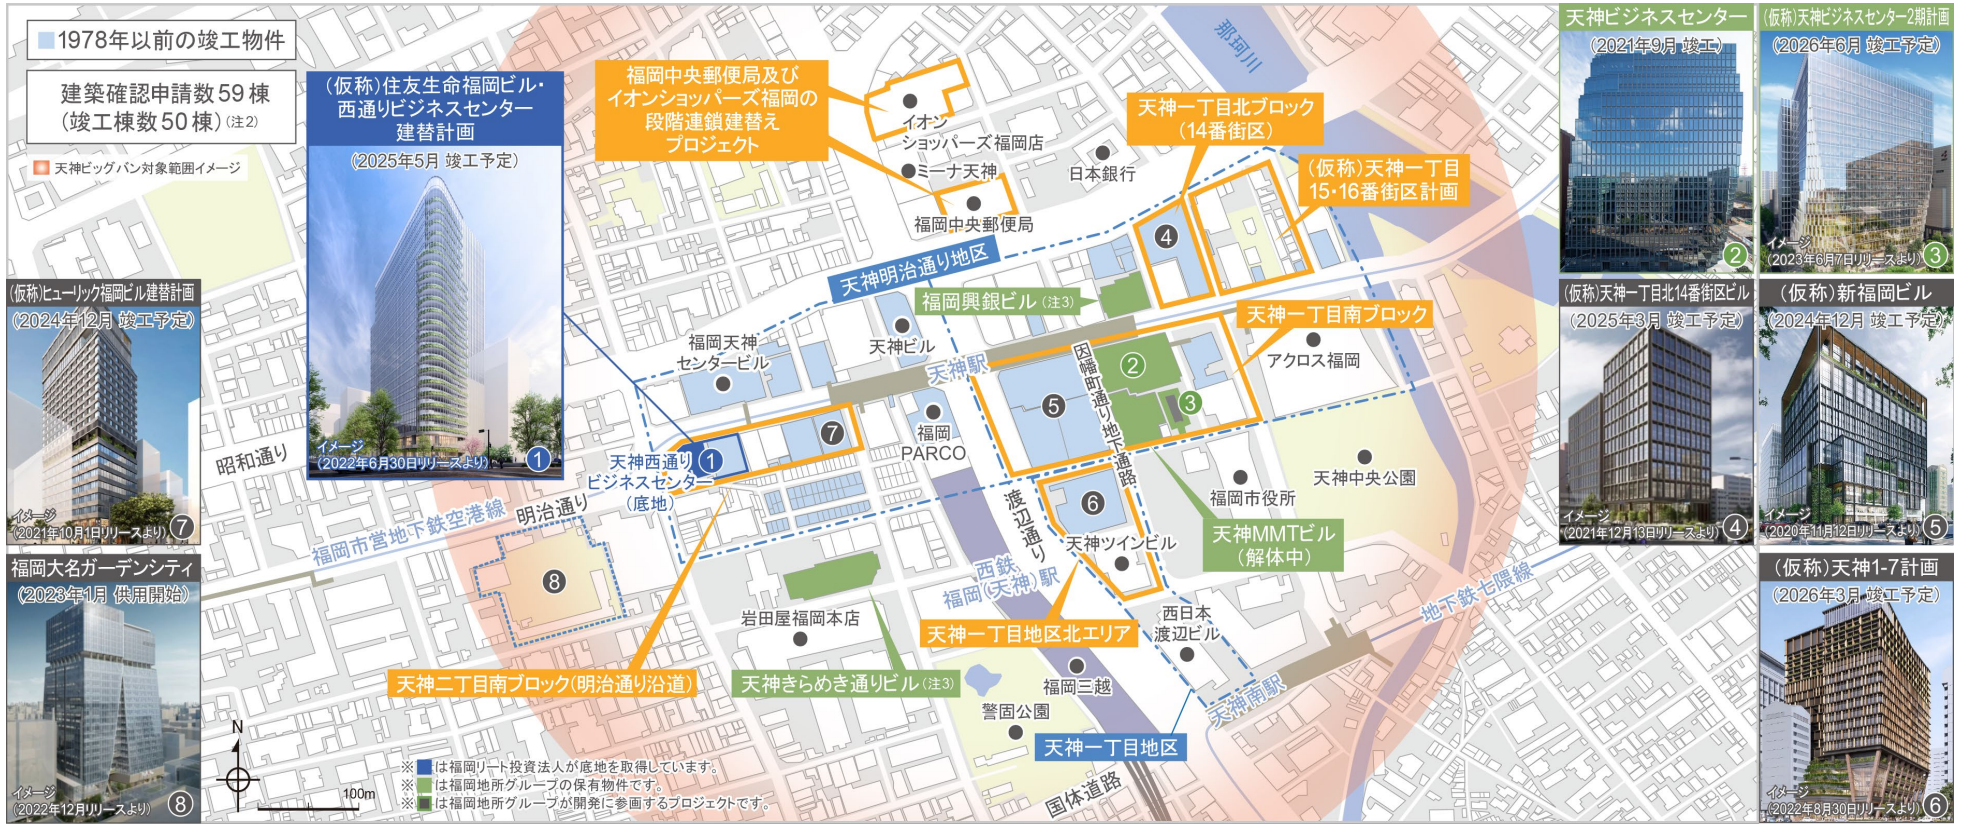 1978年以前の竣工物件
建築確認申請数59棟
(竣工棟数50棟)(注2)
天神ビッグバン対象範囲イメージ
(仮称)住友生命福岡ビル・
西通りビジネスセンター
建替計画
(2025年5月 竣工予定)
イメージ
(2022年6月30日リリースより)
1
(仮称)ヒューリック福岡ビル建替計画
(2024年12月 竣工予定)
イメージ
(2021年10月1日リリースより)
7
福岡大名ガーデンシティ
(2023年1月 供用開始)
イメージ
(2022年12月リリースより)
8
福岡中央郵便局及び
イオンショッパーズ福岡の
段階連鎖建替え
プロジェクト
イオン
ショッパーズ福岡店
ミーナ天神
福岡中央郵便局
日本銀行
那珂川
天神一丁目北ブロック
(14番街区)
(仮称)天神一丁目
15・16番街区計画
4
天神明治通り地区
福岡興銀ビル(注3)
天神一丁目南ブロック
福岡天神
センタービル
天神ビル
天神駅
因幡町通り地下通路
2
3
アクロス福岡
5
7
福岡
PARCO
天神西通り
ビジネスセンター
(底地)
1
昭和通り
明治通り
福岡市営地下鉄空港線
渡辺通り
6
福岡市役所
天神中央公園
天神MMTビル
(解体中)
天神ツインビル
8
西鉄
福岡(天神)駅
岩田屋福岡本店
天神一丁目地区北エリア
西日本
渡辺ビル
地下鉄七隈線
天神二丁目南ブロック(明治通り沿道)
天神きらめき通りビル(注3)
福岡三越
天神南駅
警固公園
天神一丁目地区
国体道路
N
100m
※■は福岡リート投資法人が底地を取得しています。
※■は福岡地所グループの保有物件です。
※■は福岡地所グループが開発に参画するプロジェクトです。
天神ビジネスセンター
(2021年9月 竣工)
2
(仮称)天神ビジネスセンター2期計画
(2026年6月 竣工予定)
イメージ
(2023年6月7日リリースより)
3
(仮称)天神一丁目北14番街区ビル
(2025年3月 竣工予定)
イメージ
(2021年12月13日リリースより)
4
(仮称)新福岡ビル
(2024年12月 竣工予定)
イメージ
(2020年11月12日リリースより)
5
(仮称)天神1-7計画
(2026年3月 竣工予定)
イメージ
(2022年8月30日リリースより)
6